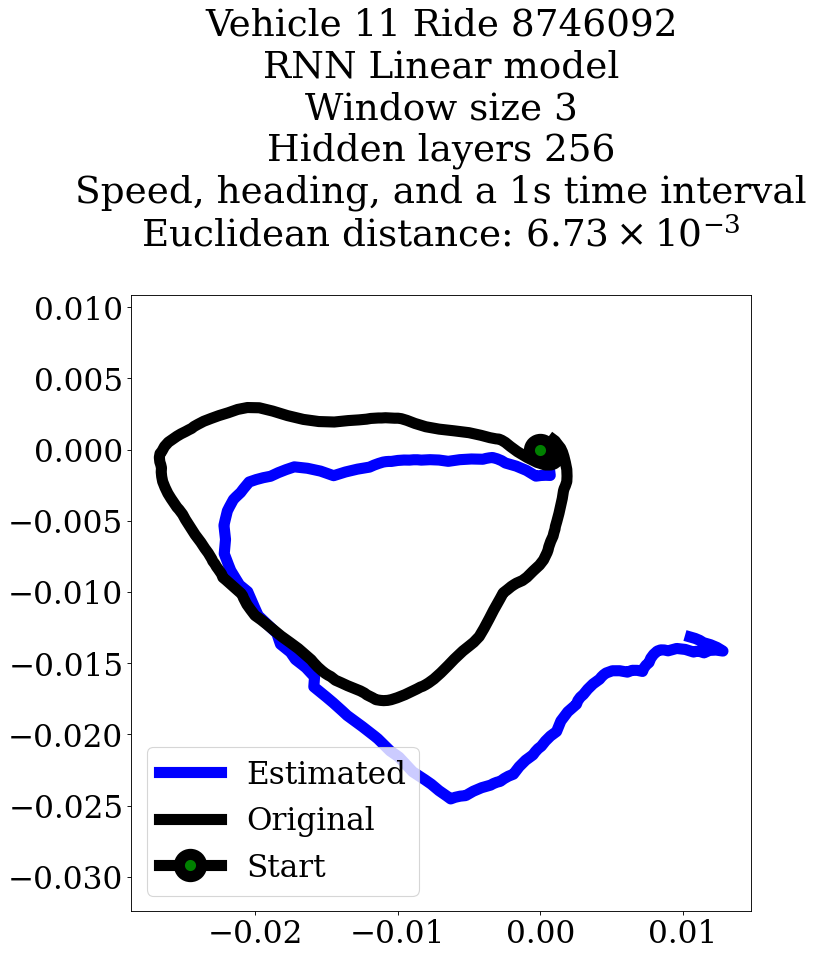 Vehicle 11 Ride 8746092
RNN Linear model
Window size 3
Hidden layers 256
Speed, heading, and a 1s time interval
Euclidean distance: 6.73 × 10⁻³
0.010
0.005
0.000
−0.005
−0.010
−0.015
−0.020
−0.025
−0.030
Estimated
Original
Start
−0.02 −0.01 0.00 0.01